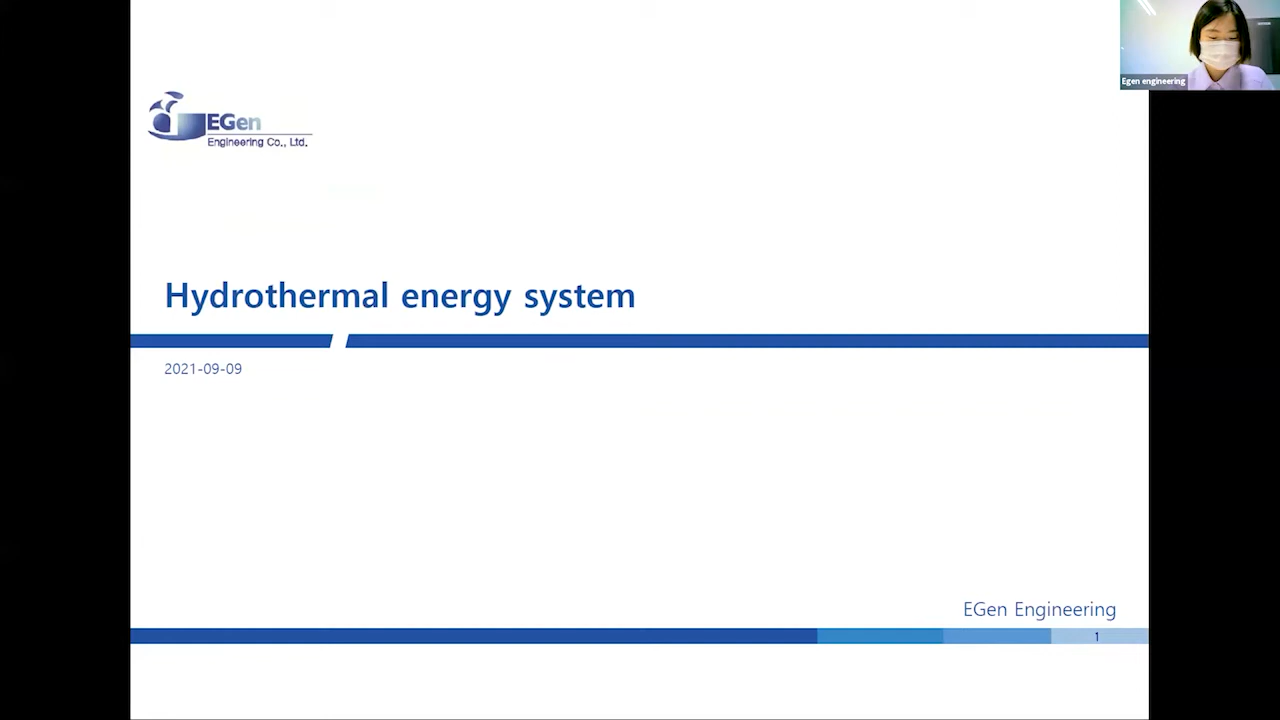 EGen
Engineering Co., Ltd.
Egen engineering
Hydrothermal energy system
2021-09-09
EGen Engineering
1